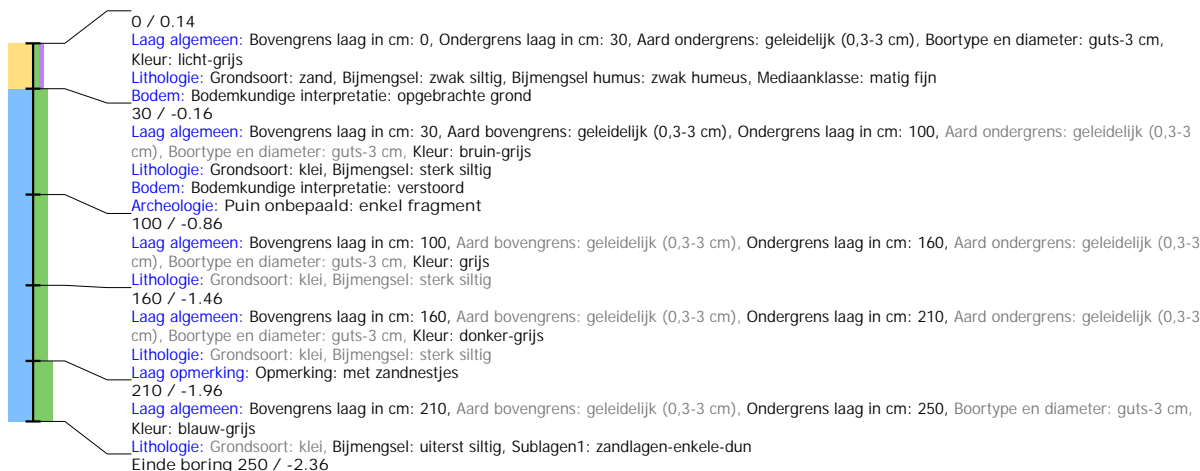 0 / 0.14
Laag algemeen: Bovengrens laag in cm: 0, Ondergrens laag in cm: 30, Aard ondergrens: geleidelijk (0,3-3 cm), Boortype en diameter: guts-3 cm,
Kleur: licht-grijs
Lithologie: Grondsoort: zand, Bijmengsel: zwak siltig, Bijmengsel humus: zwak humeus, Mediaanklasse: matig fijn
Bodem: Bodemkundige interpretatie: opgebrachte grond
30 / -0.16
Laag algemeen: Bovengrens laag in cm: 30, Aard bovengrens: geleidelijk (0,3-3 cm), Ondergrens laag in cm: 100, Aard ondergrens: geleidelijk (0,3-3
cm), Boortype en diameter: guts-3 cm, Kleur: bruin-grijs
Lithologie: Grondsoort: klei, Bijmengsel: sterk siltig
Bodem: Bodemkundige interpretatie: verstoord
Archeologie: Puin onbepaald: enkel fragment
100 / -0.86
Laag algemeen: Bovengrens laag in cm: 100, Aard bovengrens: geleidelijk (0,3-3 cm), Ondergrens laag in cm: 160, Aard ondergrens: geleidelijk (0,3-3
cm), Boortype en diameter: guts-3 cm, Kleur: grijs
Lithologie: Grondsoort: klei, Bijmengsel: sterk siltig
160 / -1.46
Laag algemeen: Bovengrens laag in cm: 160, Aard bovengrens: geleidelijk (0,3-3 cm), Ondergrens laag in cm: 210, Aard ondergrens: geleidelijk (0,3-3
cm), Boortype en diameter: guts-3 cm, Kleur: donker-grijs
Lithologie: Grondsoort: klei, Bijmengsel: sterk siltig
Laag opmerking: Opmerking: met zandnestjes
210 / -1.96
Laag algemeen: Bovengrens laag in cm: 210, Aard bovengrens: geleidelijk (0,3-3 cm), Ondergrens laag in cm: 250, Boortype en diameter: guts-3 cm,
Kleur: blauw-grijs
Lithologie: Grondsoort: klei, Bijmengsel: uiterst siltig, Sublagen1: zandlagen-enkele-dun
Einde boring 250 / -2.36